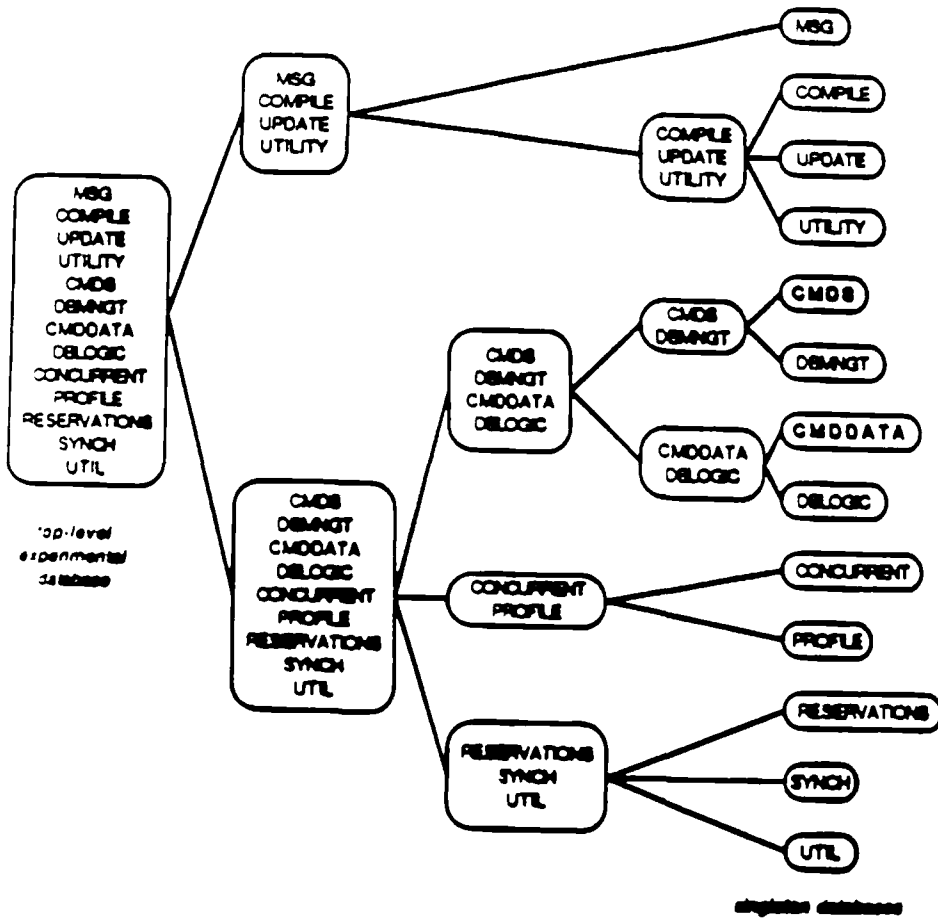 MSG
COMPILE
UPDATE
UTILITY
CMDS
DBMNGT
CMDDATA
DBLOGIC
CONCURRENT
PROFILE
RESERVATIONS
SYNCH
UTIL
top-level
experimental
database
MSG
COMPILE
UPDATE
UTILITY
CMDS
DBMNGT
CMDDATA
DBLOGIC
CONCURRENT
PROFILE
RESERVATIONS
SYNCH
UTIL
COMPILE
UPDATE
UTILITY
CMDS
DBMNGT
CMDDATA
DBLOGIC
CONCURRENT
PROFILE
RESERVATIONS
SYNCH
UTIL
CMDS
DBMNGT
CMDDATA
DBLOGIC
MSG
COMPILE
UPDATE
UTILITY
CMDS
DBMNGT
CMDDATA
DBLOGIC
CONCURRENT
PROFILE
RESERVATIONS
SYNCH
UTIL
singleton databases